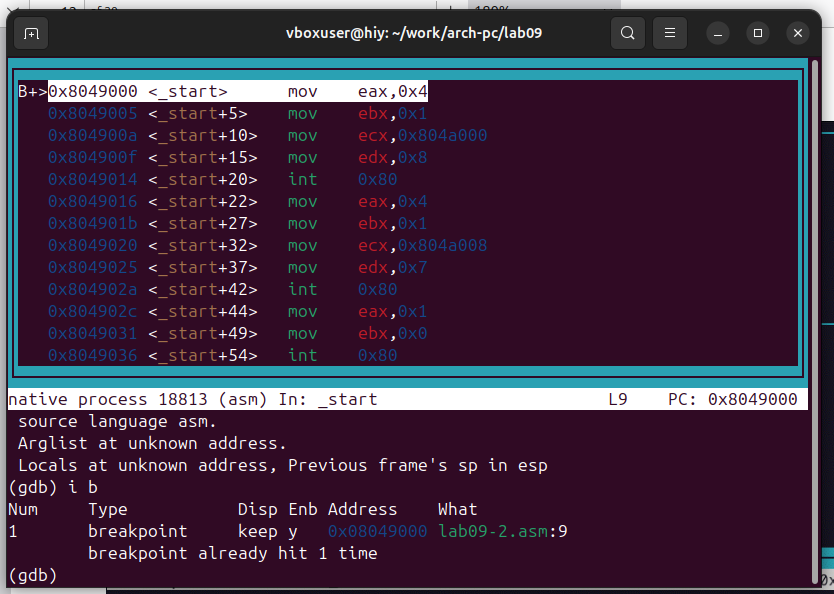 100%
vboxuser@hiy: ~/work/arch-pc/lab09
B+>0x8049000 <_start>      mov    eax,0x4
0x8049005 <_start+5>    mov    ebx,0x1
0x804900a <_start+10>   mov    ecx,0x804a000
0x804900f <_start+15>   mov    edx,0x8
0x8049014 <_start+20>   int    0x80
0x8049016 <_start+22>   mov    eax,0x4
0x804901b <_start+27>   mov    ebx,0x1
0x8049020 <_start+32>   mov    ecx,0x804a008
0x8049025 <_start+37>   mov    edx,0x7
0x804902a <_start+42>   int    0x80
0x804902c <_start+44>   mov    eax,0x1
0x8049031 <_start+49>   mov    ebx,0x0
0x8049036 <_start+54>   int    0x80
native process 18813 (asm) In: _start                       L9    PC: 0x8049000
source language asm.
Arglist at unknown address.
Locals at unknown address, Previous frame's sp in esp
(gdb) i b
Num     Type           Disp Enb Address    What
1       breakpoint     keep y   0x08049000 lab09-2.asm:9
breakpoint already hit 1 time
(gdb)